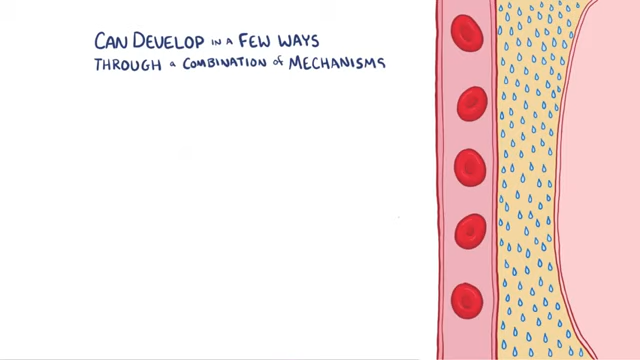 CAN DEVELOP IN A FEW WAYS
THROUGH A COMBINATION OF MECHANISMS